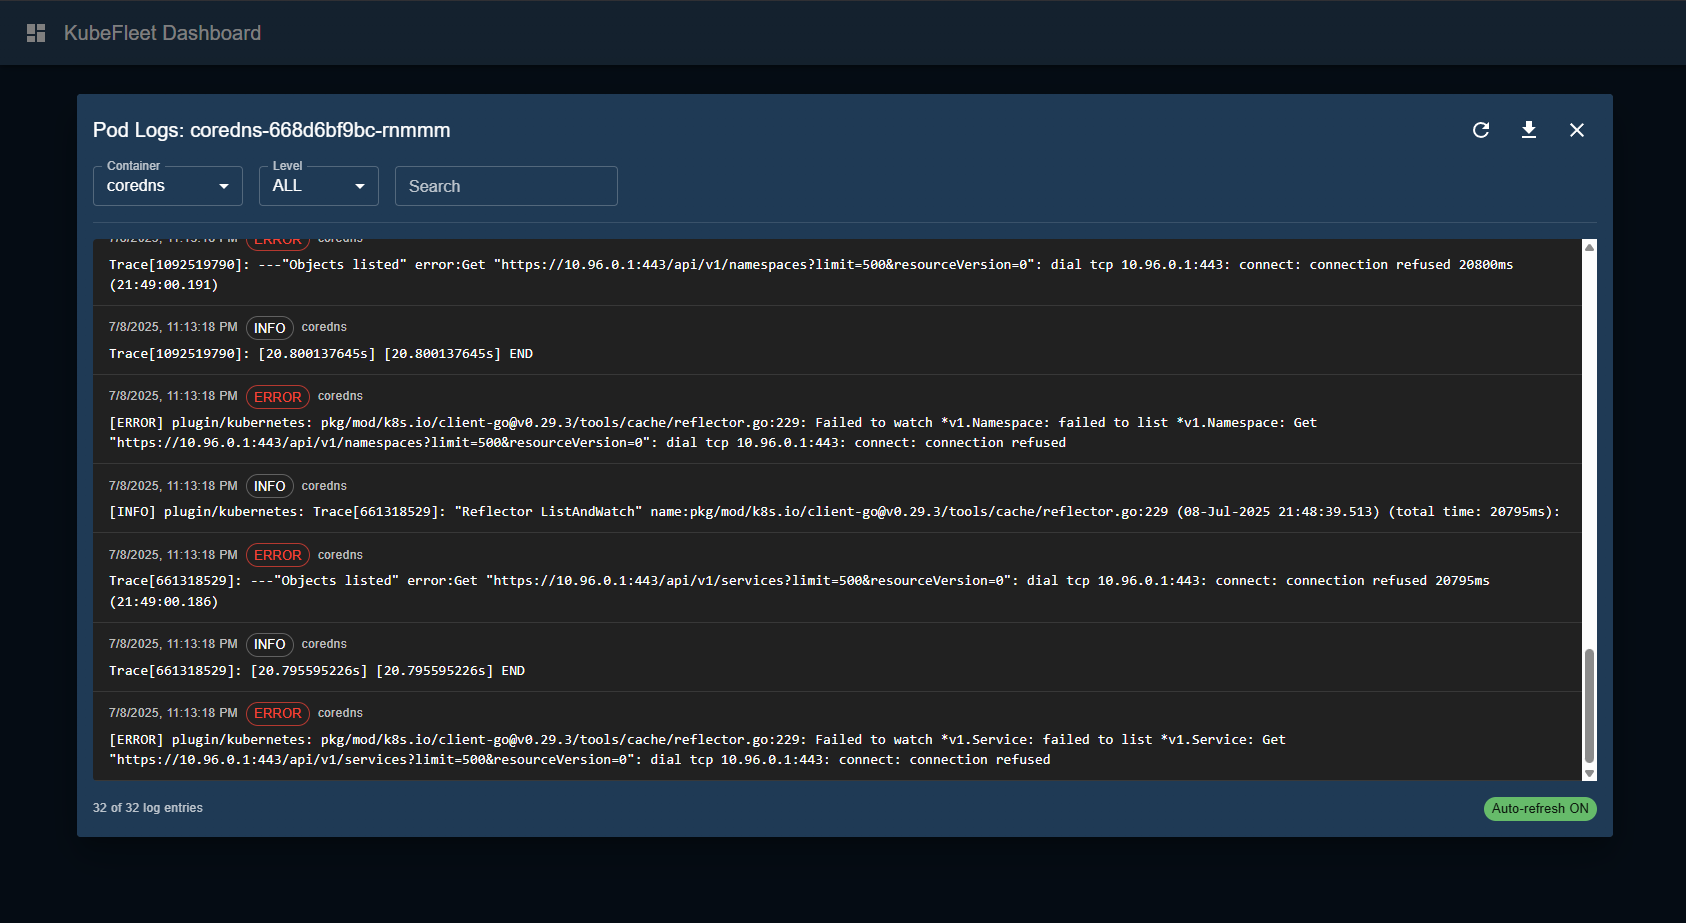 KubeFleet Dashboard
Pod Logs: coredns-668d6bf9bc-rnmmm
Container
coredns
Level
ALL
Search
7/8/2025, 11:13:18 PM ERROR coredns
Trace[1092519790]: ---"Objects listed" error:Get "https://10.96.0.1:443/api/v1/namespaces?limit=500&resourceVersion=0": dial tcp 10.96.0.1:443: connect: connection refused 20800ms
(21:49:00.191)
7/8/2025, 11:13:18 PM INFO coredns
Trace[1092519790]: [20.800137645s] [20.800137645s] END
7/8/2025, 11:13:18 PM ERROR coredns
[ERROR] plugin/kubernetes: pkg/mod/k8s.io/client-go@v0.29.3/tools/cache/reflector.go:229: Failed to watch *v1.Namespace: failed to list *v1.Namespace: Get
"https://10.96.0.1:443/api/v1/namespaces?limit=500&resourceVersion=0": dial tcp 10.96.0.1:443: connect: connection refused
7/8/2025, 11:13:18 PM INFO coredns
[INFO] plugin/kubernetes: Trace[661318529]: "Reflector ListAndWatch" name:pkg/mod/k8s.io/client-go@v0.29.3/tools/cache/reflector.go:229 (08-Jul-2025 21:48:39.513) (total time: 20795ms):
7/8/2025, 11:13:18 PM ERROR coredns
Trace[661318529]: ---"Objects listed" error:Get "https://10.96.0.1:443/api/v1/services?limit=500&resourceVersion=0": dial tcp 10.96.0.1:443: connect: connection refused 20795ms
(21:49:00.186)
7/8/2025, 11:13:18 PM INFO coredns
Trace[661318529]: [20.795595226s] [20.795595226s] END
7/8/2025, 11:13:18 PM ERROR coredns
[ERROR] plugin/kubernetes: pkg/mod/k8s.io/client-go@v0.29.3/tools/cache/reflector.go:229: Failed to watch *v1.Service: failed to list *v1.Service: Get
"https://10.96.0.1:443/api/v1/services?limit=500&resourceVersion=0": dial tcp 10.96.0.1:443: connect: connection refused
32 of 32 log entries
Auto-refresh ON